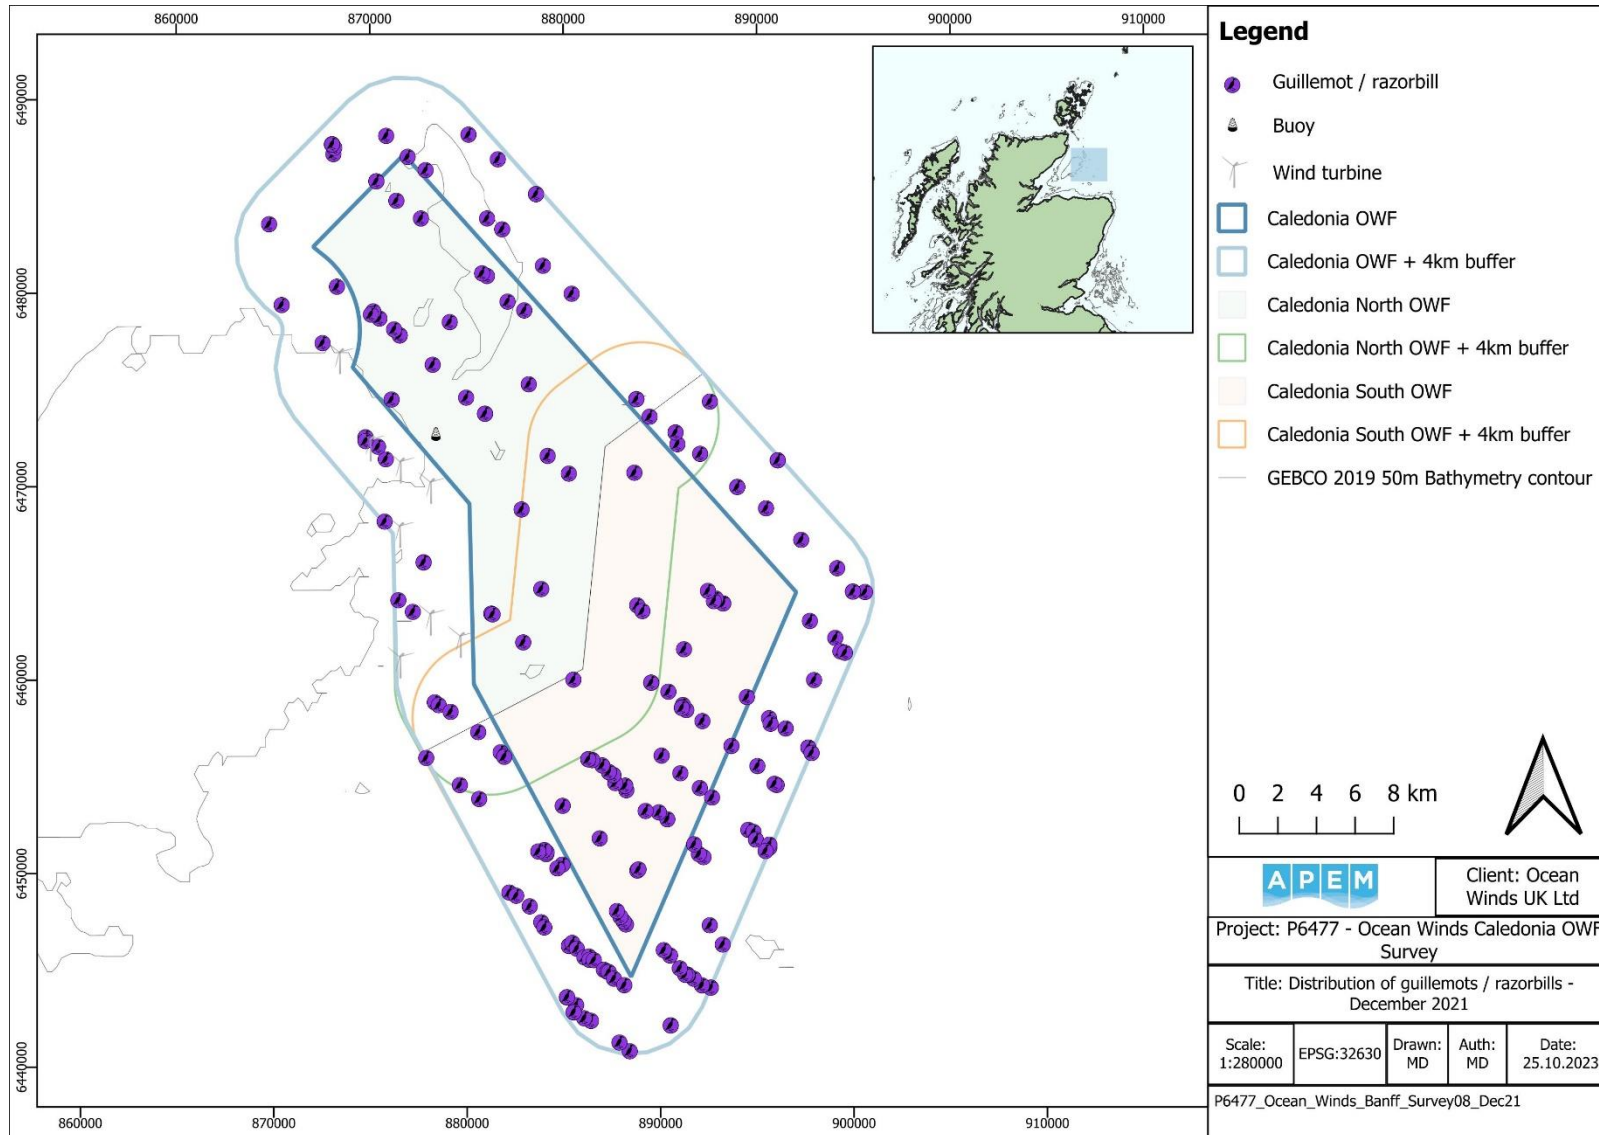 860000 870000 880000 890000 900000 910000
6490000
6480000
6470000
6460000
6450000
6440000
860000 870000 880000 890000 900000 910000
Legend
Guillemot / razorbill
Buoy
Wind turbine
Caledonia OWF
Caledonia OWF + 4km buffer
Caledonia North OWF
Caledonia North OWF + 4km buffer
Caledonia South OWF
Caledonia South OWF + 4km buffer
GEBCO 2019 50m Bathymetry contour
0 2 4 6 8 km
APEM
Client: Ocean
Winds UK Ltd
Project: P6477 - Ocean Winds Caledonia OWF
Survey
Title: Distribution of guillemots / razorbills -
December 2021
Scale:
1:280000
EPSG:32630
Drawn:
MD
Auth:
MD
Date:
25.10.2023
P6477_Ocean_Winds_Banff_Survey08_Dec21